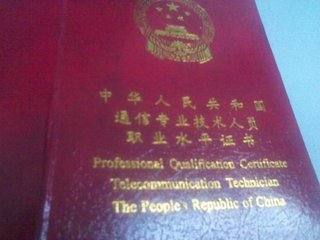 中华人民共和国
通信专业技术人员
职业水平证书
Professional Qualification Certificate
Telecommunication Technician
The People's Republic of China